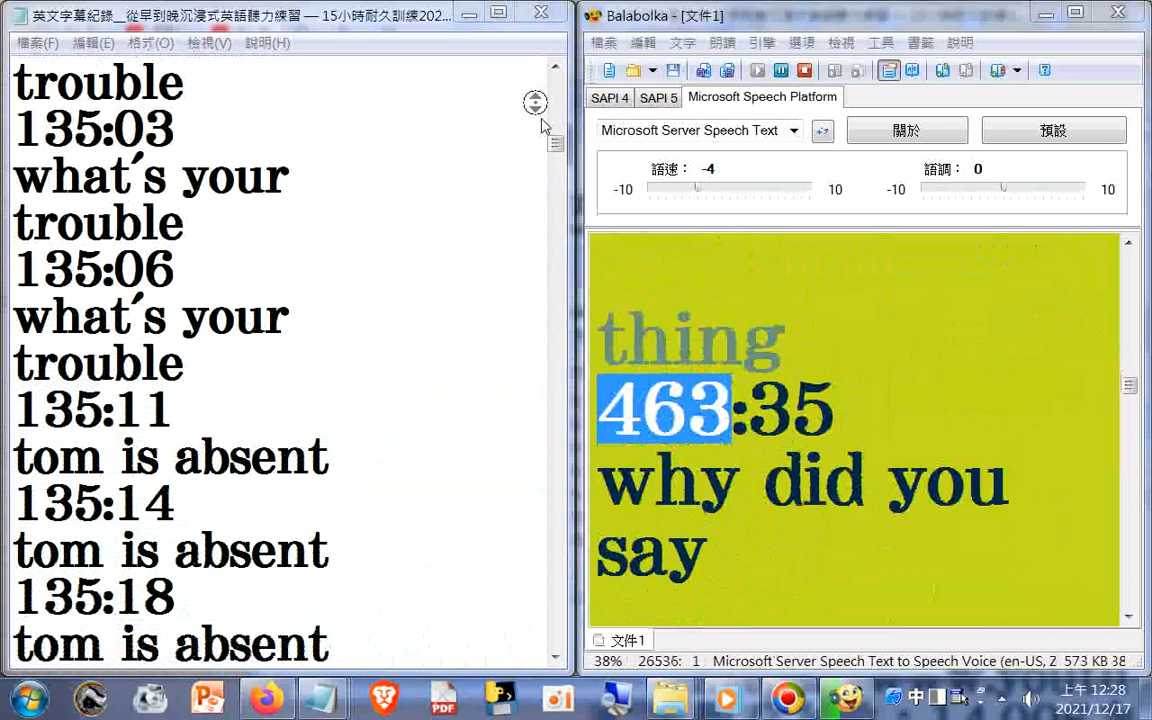 英文字幕紀錄__從早到晚沉浸式英語聽力練習 — 15小時耐久訓練202...
檔案(F) 編輯(E) 格式(O) 檢視(V) 說明(H)
trouble
135:03
what's your
trouble
135:06
what's your
trouble
135:11
tom is absent
135:14
tom is absent
135:18
tom is absent
Balabolka - [文件1]
檔案 編輯 文字 朗讀 引擎 選項 檢視 工具 書籤 說明
SAPI 4 SAPI 5 Microsoft Speech Platform
Microsoft Server Speech Text 關於 預設
語速： -4 語調： 0
-10 10 -10 10
thing
463:35
why did you
say
文件1
38% 26536: 1 Microsoft Server Speech Text to Speech Voice (en-US, Z 573 KB 38
中
上午 12:28
2021/12/17